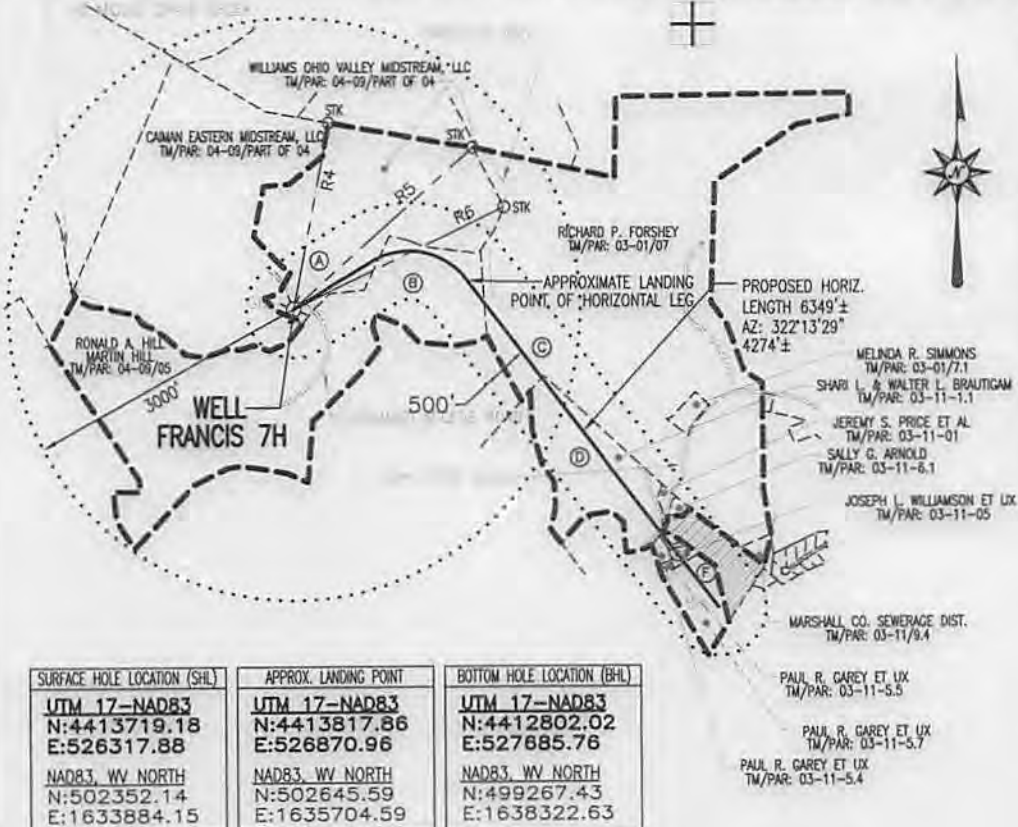 WILLIAMS OHIO VALLEY MIDSTREAM, LLC
TM/PAR: 04-09/PART OF 04
STK
CAIMAN EASTERN MIDSTREAM, LLC
TM/PAR: 04-09/PART OF 04
STK
R4
R5
R6
STK
N
RICHARD P. FORSHEY
TM/PAR: 03-01/07
A
B
APPROXIMATE LANDING
POINT OF HORIZONTAL LEG
PROPOSED HORIZ.
LENGTH 6349'±
AZ: 322°13'29"
4274'±
RONALD A. HILL
MARTIN HILL
TM/PAR: 04-09/05
3000'
WELL
FRANCIS 7H
500'
C
D
F
MELINDA R. SIMMONS
TM/PAR: 03-01/7.1
SHARI L. & WALTER L. BRAUTIGAM
TM/PAR: 03-11-1.1
JEREMY S. PRICE ET AL
TM/PAR: 03-11-01
SALLY G. ARNOLD
TM/PAR: 03-11-6.1
JOSEPH L. WILLIAMSON ET UX
TM/PAR: 03-11-05
MARSHALL CO. SEWERAGE DIST.
TM/PAR: 03-11/9.4
PAUL R. GAREY ET UX
TM/PAR: 03-11-5.5
PAUL R. GAREY ET UX
TM/PAR: 03-11-5.7
PAUL R. GAREY ET UX
TM/PAR: 03-11-5.4
SURFACE HOLE LOCATION (SHL)
UTM 17-NAD83
N:4413719.18
E:526317.88
NAD83, WV NORTH
N:502352.14
E:1633884.15
APPROX. LANDING POINT
UTM 17-NAD83
N:4413817.86
E:526870.96
NAD83, WV NORTH
N:502645.59
E:1635704.59
BOTTOM HOLE LOCATION (BHL)
UTM 17-NAD83
N:4412802.02
E:527685.76
NAD83, WV NORTH
N:499267.43
E:1638322.63